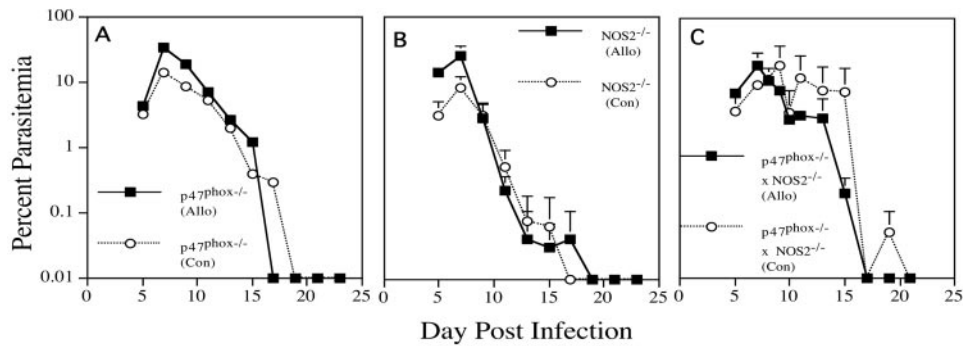 100
10
1
0.1
0.01
Percent Parasitemia
A
p47phox-/-
(Allo)
p47phox-/-
(Con)
0 5 10 15 20 25
B
NOS2-/-
(Allo)
NOS2-/-
(Con)
0 5 10 15 20 25
C
p47phox-/-
x NOS2-/-
(Allo)
p47phox-/-
x NOS2-/-
(Con)
0 5 10 15 20 25
Day Post Infection